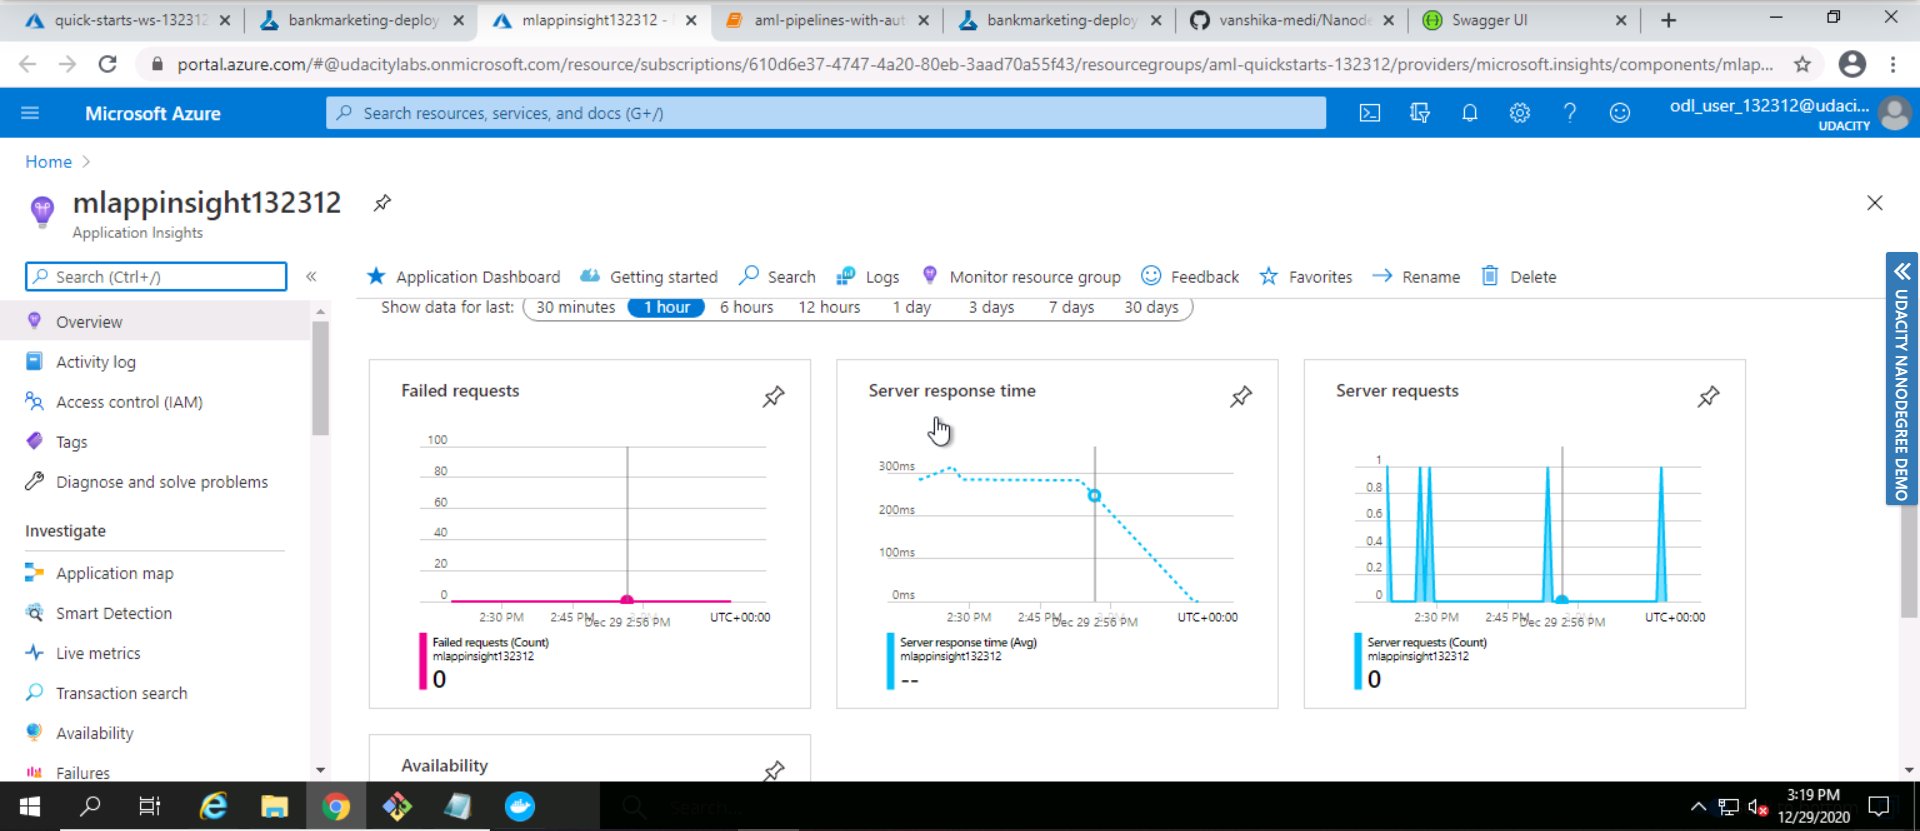 quick-starts-ws-132312
bankmarketing-deploy
mlappinsight132312 -
aml-pipelines-with-aut
bankmarketing-deploy
vanshika-medi/Nanode
Swagger UI
portal.azure.com/#@udacitylabs.onmicrosoft.com/resource/subscriptions/610d6e37-4747-4a20-80eb-3aad70a55f43/resourcegroups/aml-quickstarts-132312/providers/microsoft.insights/components/mlap...
Microsoft Azure
Search resources, services, and docs (G+/)
odl_user_132312@udaci...
UDACITY
Home
mlappinsight132312
Application Insights
Search (Ctrl+/)
Application Dashboard
Getting started
Search
Logs
Monitor resource group
Feedback
Favorites
Rename
Delete
Show data for last:
30 minutes
1 hour
6 hours
12 hours
1 day
3 days
7 days
30 days
Overview
Activity log
Access control (IAM)
Tags
Diagnose and solve problems
Investigate
Application map
Smart Detection
Live metrics
Transaction search
Availability
Failures
Failed requests
100
80
60
40
20
0
2:30 PM
2:45 PM
Dec 29 2:56 PM
UTC+00:00
Failed requests (Count)
mlappinsight132312
0
Server response time
300ms
200ms
100ms
0ms
2:30 PM
2:45 PM
Dec 29 2:56 PM
UTC+00:00
Server response time (Avg)
mlappinsight132312
--
Server requests
1
0.8
0.6
0.4
0.2
0
2:30 PM
2:45 PM
Dec 29 2:56 PM
UTC+00:00
Server requests (Count)
mlappinsight132312
0
Availability
UDACITY NANODEGREE DEMO
Search...
3:19 PM
12/29/2020